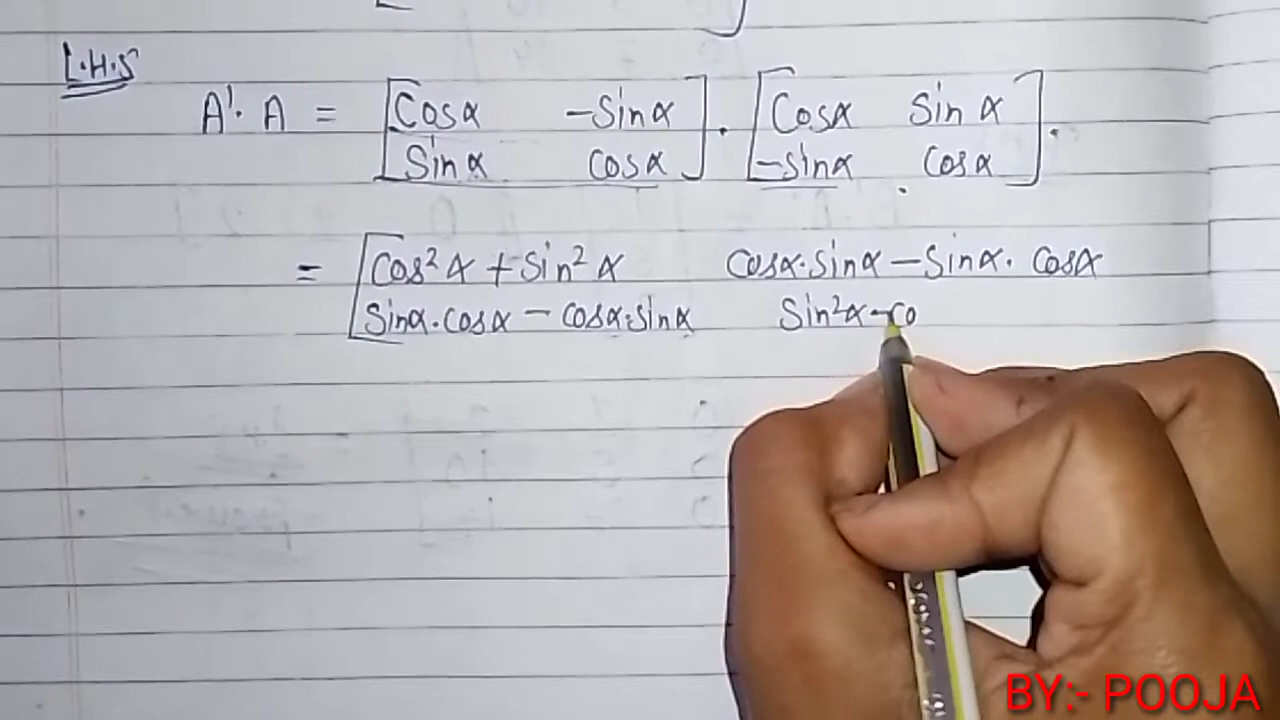 L.H.S
A'. A = [Cosα -Sinα] . [Cosα Sinα] .
[Sinα cosα] [-sinα cosα]
= [Cos²α + Sin²α Cosα.Sinα - Sinα. Cosα
Sinα.cosα - cosα.sinα Sin²α - co
BY:- POOJA